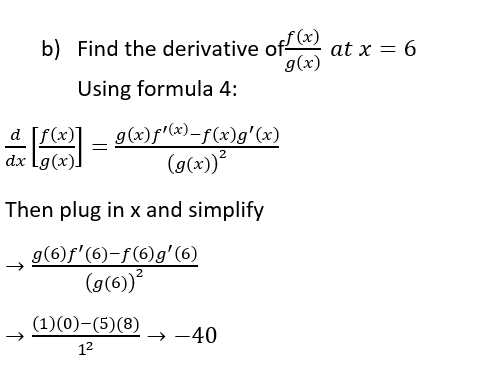 b) Find the derivative of f(x)/g(x) at x = 6
Using formula 4:
d/dx [f(x)/g(x)] = (g(x)f'(x)−f(x)g'(x))/(g(x))²
Then plug in x and simplify
→ (g(6)f'(6)−f(6)g'(6))/(g(6))²
→ ((1)(0)−(5)(8))/1² → −40